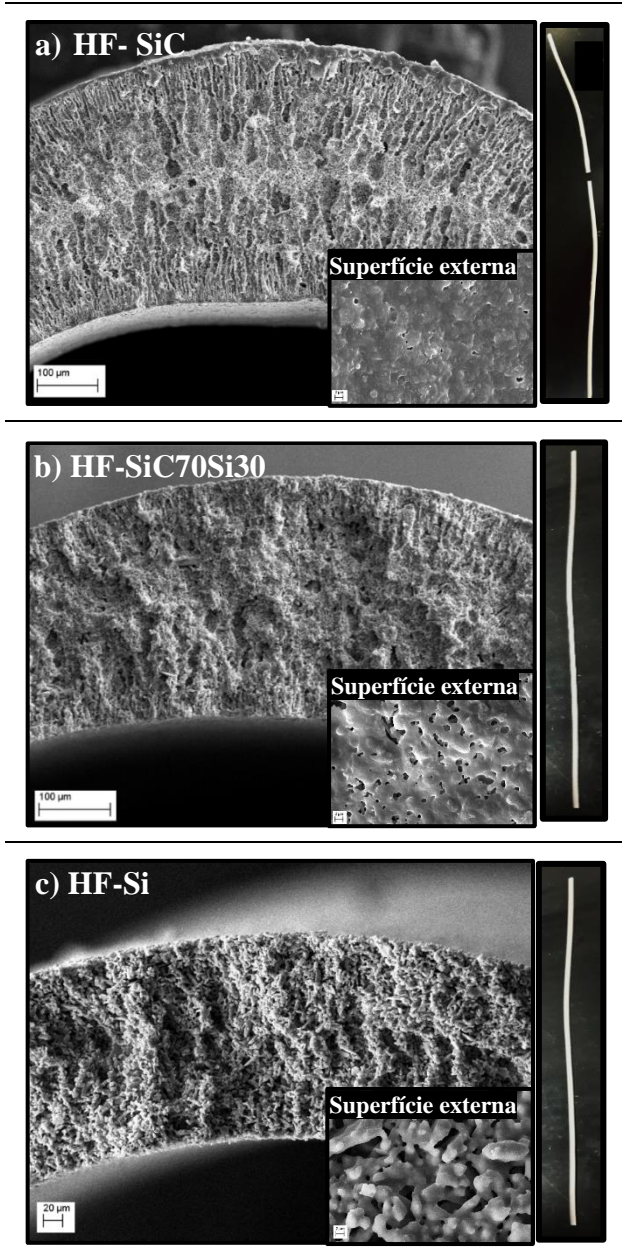 a) HF- SiC
Superfície externa
100 µm
b) HF-SiC70Si30
Superfície externa
100 µm
c) HF-Si
Superfície externa
20 µm